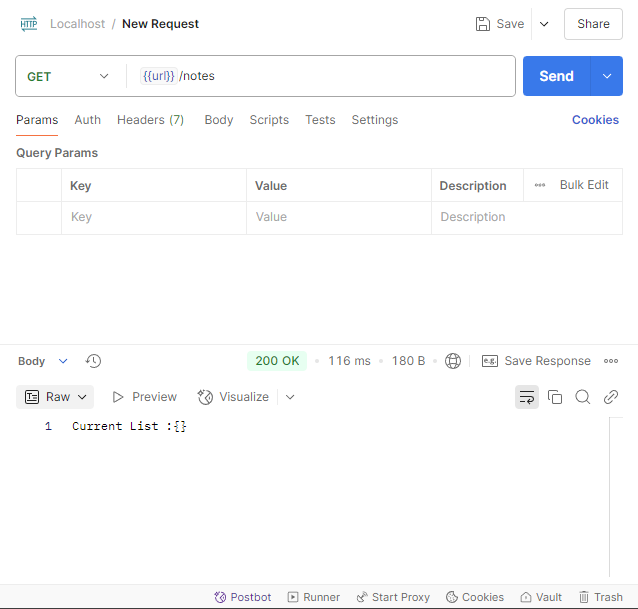 HTTP Localhost / New Request Save Share
GET {{url}}/notes Send
Params Auth Headers (7) Body Scripts Tests Settings Cookies
Query Params
Key Value Description Bulk Edit
Key Value Description
Body 200 OK • 116 ms • 180 B • e.g. Save Response
Raw Preview Visualize
1 Current List :{}
Postbot Runner Start Proxy Cookies Vault Trash